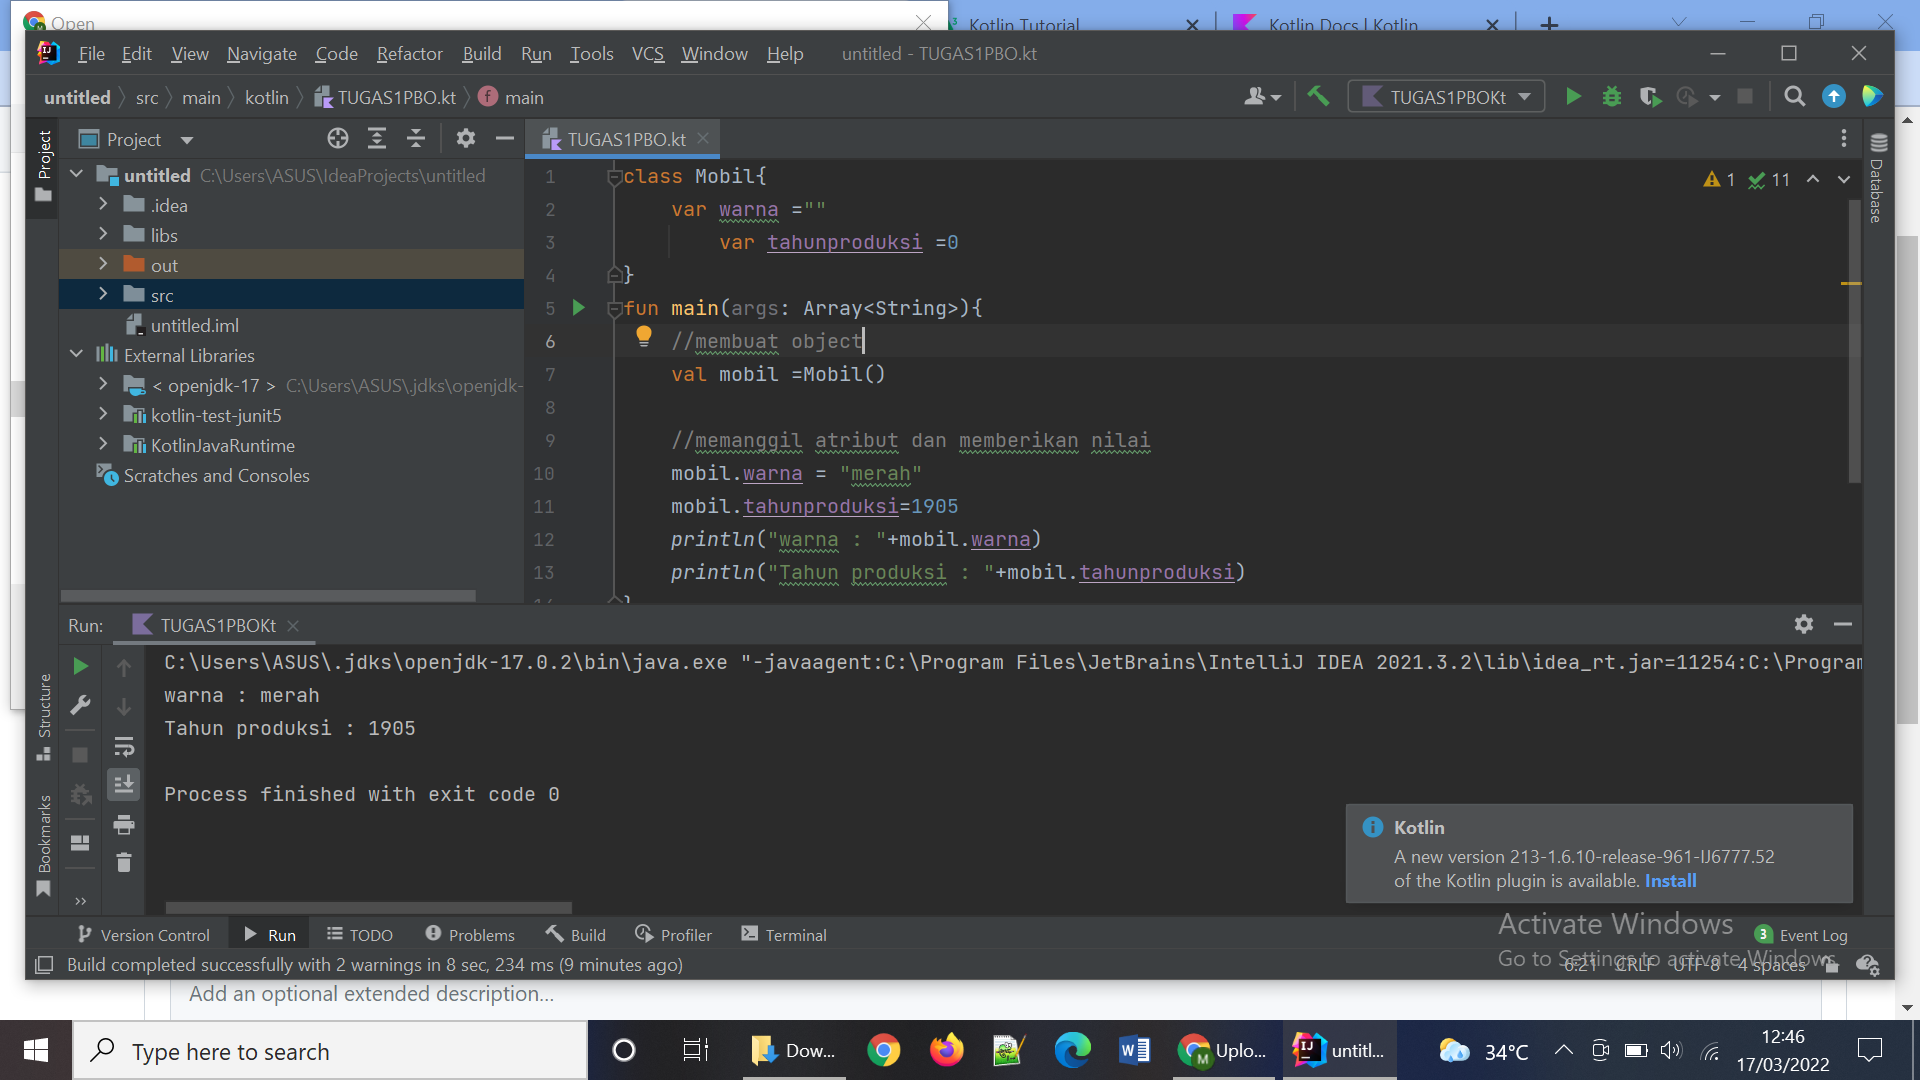 Open
Kotlin Tutorial
Kotlin Docs | Kotlin
File Edit View Navigate Code Refactor Build Run Tools VCS Window Help untitled - TUGAS1PBO.kt
untitled src main kotlin TUGAS1PBO.kt main
TUGAS1PBOKt
Project
Project
TUGAS1PBO.kt
Database
untitled C:\Users\ASUS\IdeaProjects\untitled
.idea
libs
out
src
untitled.iml
External Libraries
< openjdk-17 > C:\Users\ASUS\.jdks\openjdk-
kotlin-test-junit5
KotlinJavaRuntime
Scratches and Consoles
1 11
1 class Mobil{
2 var warna =""
3 var tahunproduksi =0
4 }
5 fun main(args: Array<String>){
6 //membuat object
7 val mobil =Mobil()
8
9 //memanggil atribut dan memberikan nilai
10 mobil.warna = "merah"
11 mobil.tahunproduksi=1905
12 println("warna : "+mobil.warna)
13 println("Tahun produksi : "+mobil.tahunproduksi)
14 }
Run: TUGAS1PBOKt
C:\Users\ASUS\.jdks\openjdk-17.0.2\bin\java.exe "-javaagent:C:\Program Files\JetBrains\IntelliJ IDEA 2021.3.2\lib\idea_rt.jar=11254:C:\Program
warna : merah
Tahun produksi : 1905
Process finished with exit code 0
Structure
Bookmarks
Kotlin
A new version 213-1.6.10-release-961-IJ6777.52
of the Kotlin plugin is available. Install
Activate Windows
Go to Settings to activate Windows.
Version Control Run TODO Problems Build Profiler Terminal
3 Event Log
Build completed successfully with 2 warnings in 8 sec, 234 ms (9 minutes ago)
6:21 CRLF UTF-8 4 spaces
Add an optional extended description...
Type here to search
Dow...
Uplo...
untitl...
34°C
12:46
17/03/2022